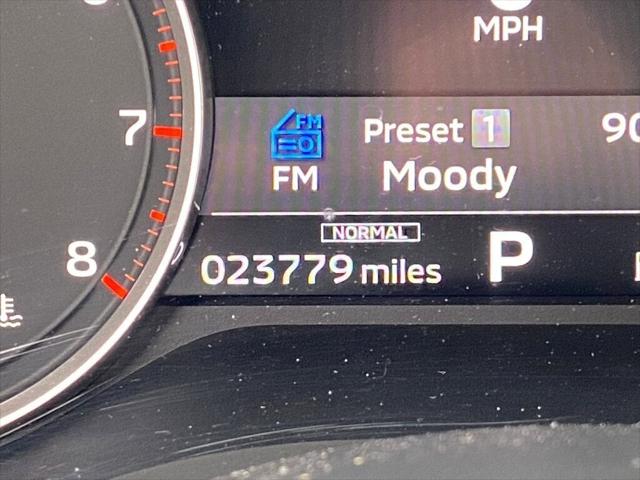 MPH
7
FM
Preset 1
90
FM
Moody
NORMAL
8
023779 miles
P